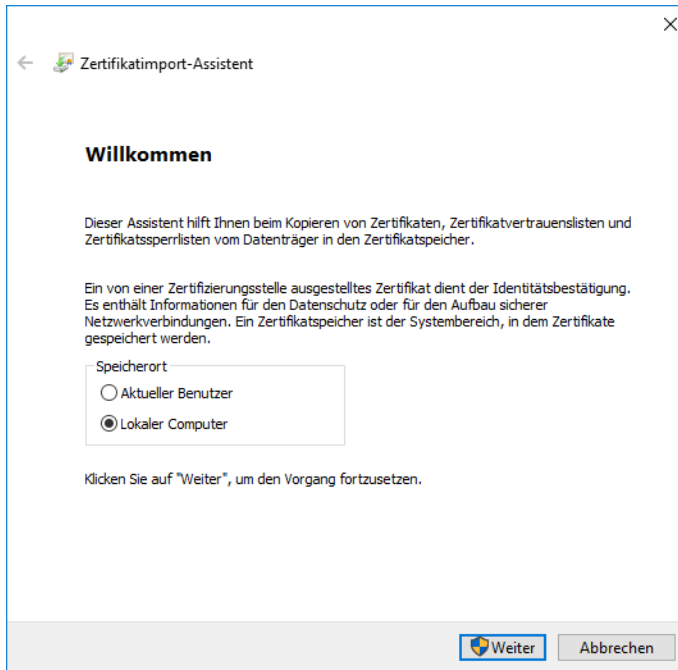 Zertifikatimport-Assistent
Willkommen
Dieser Assistent hilft Ihnen beim Kopieren von Zertifikaten, Zertifikatvertrauenslisten und
Zertifikatssperrlisten vom Datenträger in den Zertifikatspeicher.
Ein von einer Zertifizierungsstelle ausgestelltes Zertifikat dient der Identitätsbestätigung.
Es enthält Informationen für den Datenschutz oder für den Aufbau sicherer
Netzwerkverbindungen. Ein Zertifikatspeicher ist der Systembereich, in dem Zertifikate
gespeichert werden.
Speicherort
Aktueller Benutzer
Lokaler Computer
Klicken Sie auf "Weiter", um den Vorgang fortzusetzen.
Weiter
Abbrechen